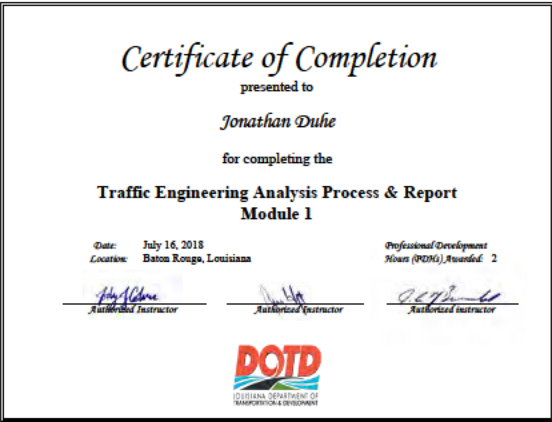 Certificate of Completion
presented to
Jonathan Duhe
for completing the
Traffic Engineering Analysis Process & Report
Module 1
Date: July 16, 2018
Location: Baton Rouge, Louisiana
Professional Development
Hours (PDHs) Awarded: 2
Authorized Instructor
Authorized Instructor
Authorized instructor
DOTD
LOUISIANA DEPARTMENT OF
TRANSPORTATION & DEVELOPMENT